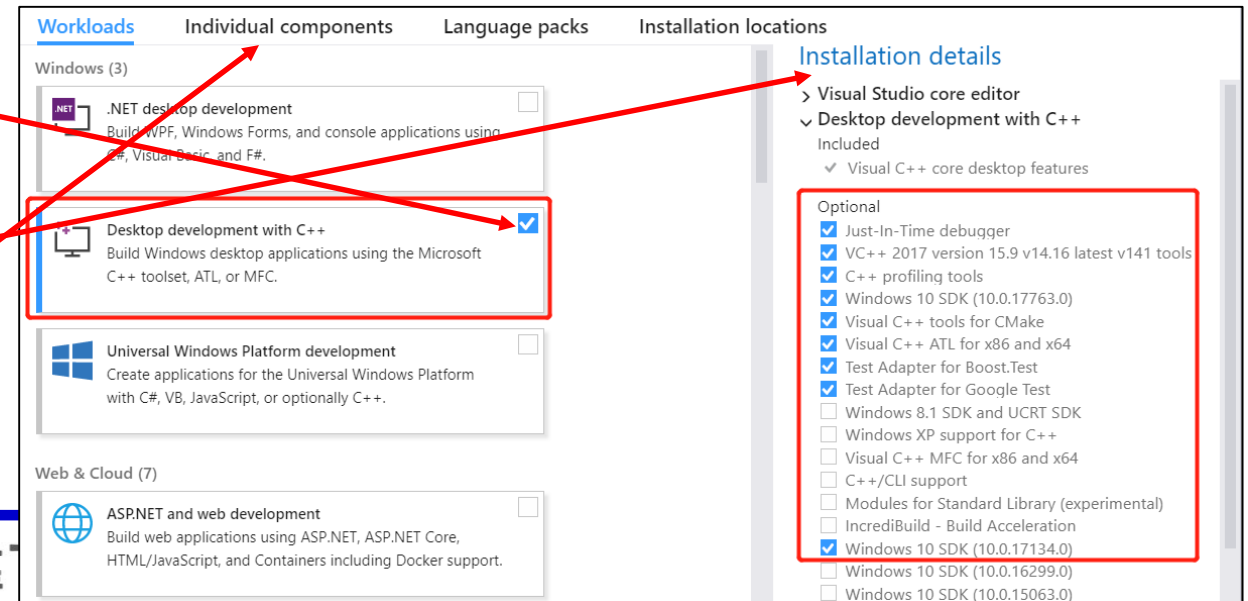 Workloads Individual components Language packs Installation locations
Windows (3)
.NET
.NET desktop development
Build WPF, Windows Forms, and console applications using
C#, Visual Basic, and F#.
Desktop development with C++
Build Windows desktop applications using the Microsoft
C++ toolset, ATL, or MFC.
Universal Windows Platform development
Create applications for the Universal Windows Platform
with C#, VB, JavaScript, or optionally C++.
Web & Cloud (7)
ASP.NET and web development
Build web applications using ASP.NET, ASP.NET Core,
HTML/JavaScript, and Containers including Docker support.
Installation details
Visual Studio core editor
Desktop development with C++
Included
Visual C++ core desktop features
Optional
Just-In-Time debugger
VC++ 2017 version 15.9 v14.16 latest v141 tools
C++ profiling tools
Windows 10 SDK (10.0.17763.0)
Visual C++ tools for CMake
Visual C++ ATL for x86 and x64
Test Adapter for Boost.Test
Test Adapter for Google Test
Windows 8.1 SDK and UCRT SDK
Windows XP support for C++
Visual C++ MFC for x86 and x64
C++/CLI support
Modules for Standard Library (experimental)
IncrediBuild - Build Acceleration
Windows 10 SDK (10.0.17134.0)
Windows 10 SDK (10.0.16299.0)
Windows 10 SDK (10.0.15063.0)